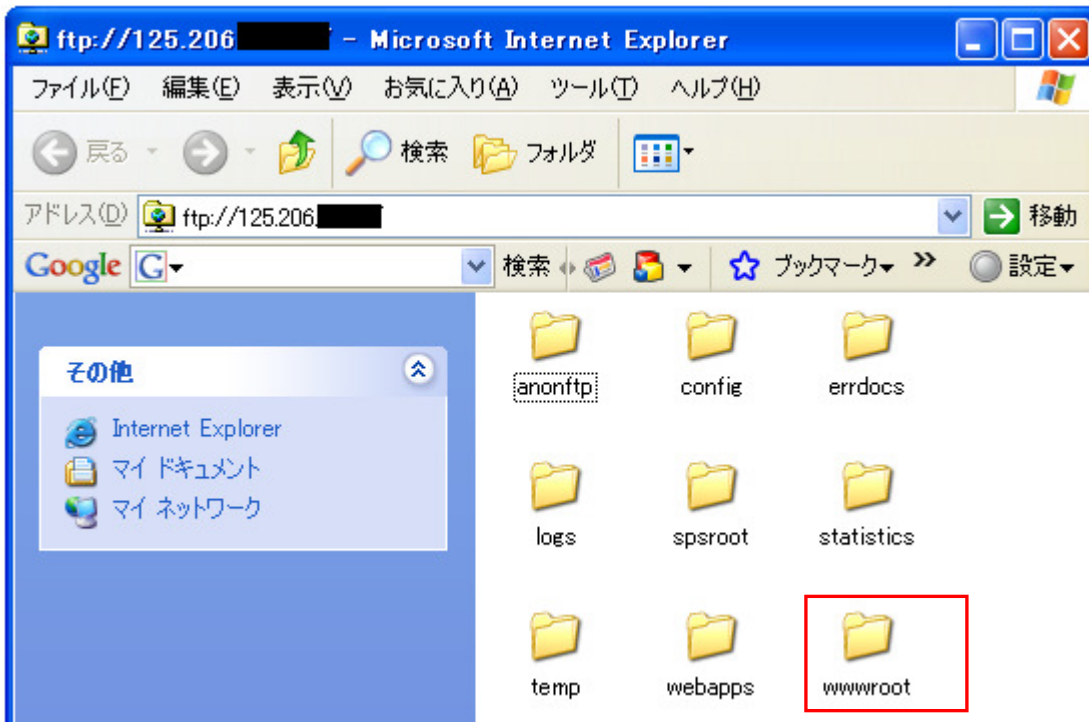 ftp://125.206 - Microsoft Internet Explorer
ファイル(F) 編集(E) 表示(V) お気に入り(A) ツール(T) ヘルプ(H)
戻る 検索 フォルダ
アドレス(D) ftp://125.206. 移動
Google G 検索 ブックマーク 設定
その他
Internet Explorer
マイ ドキュメント
マイ ネットワーク
anonftp config errdocs
logs spsroot statistics
temp webapps wwwroot